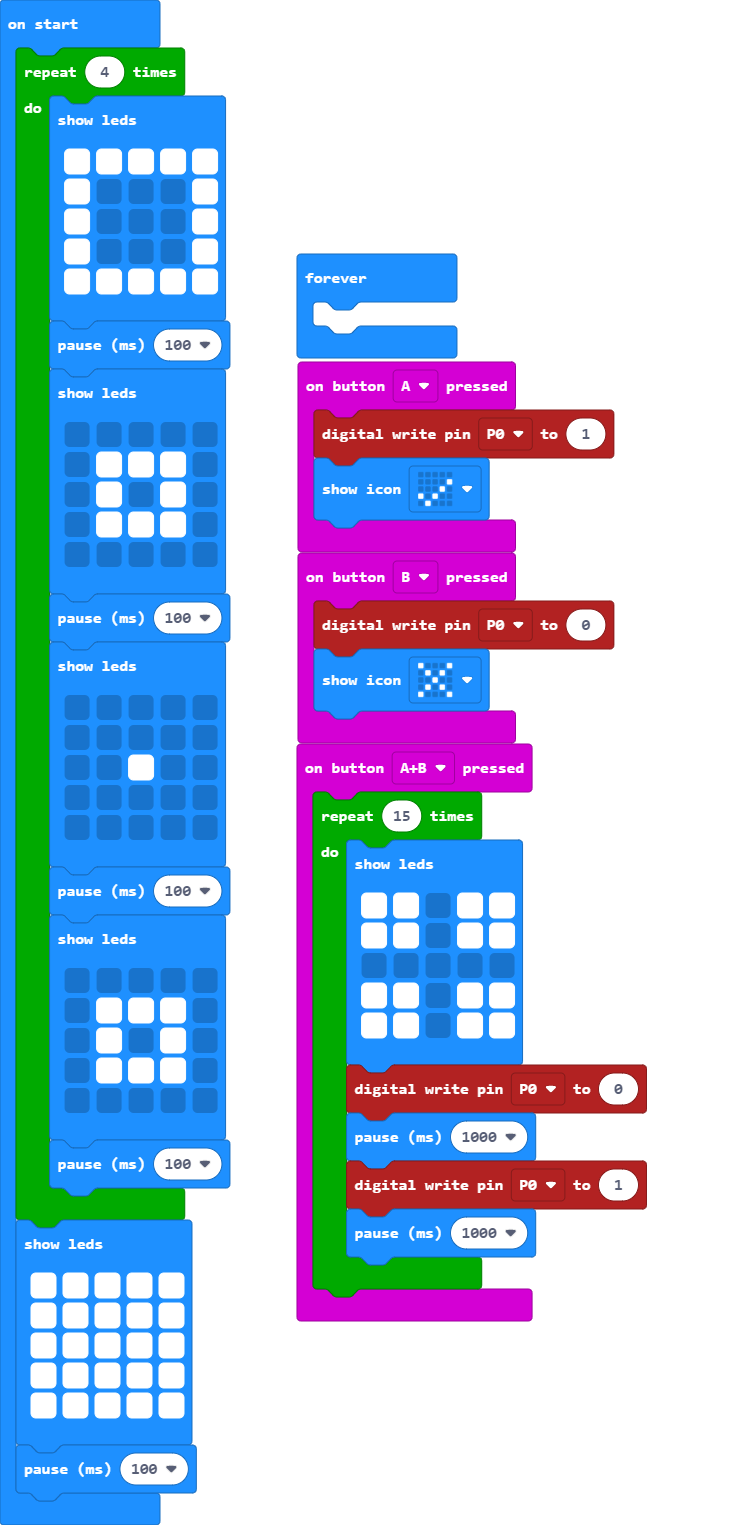 on start
repeat 4 times
do
show leds
pause (ms) 100
show leds
pause (ms) 100
show leds
pause (ms) 100
show leds
pause (ms) 100
show leds
pause (ms) 100
forever
on button A pressed
digital write pin P0 to 1
show icon
on button B pressed
digital write pin P0 to 0
show icon
on button A+B pressed
repeat 15 times
do
show leds
digital write pin P0 to 0
pause (ms) 1000
digital write pin P0 to 1
pause (ms) 1000